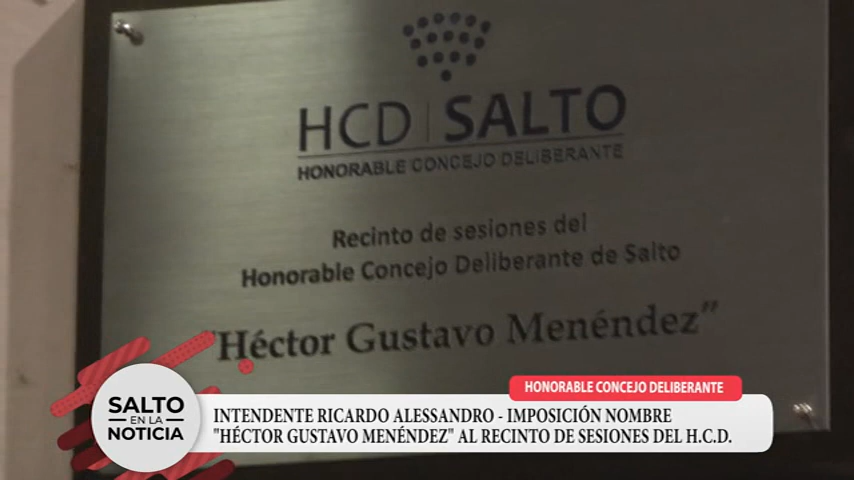 HCD | SALTO
HONORABLE CONCEJO DELIBERANTE
Recinto de sesiones del
Honorable Concejo Deliberante de Salto
"Héctor Gustavo Menéndez"
HONORABLE CONCEJO DELIBERANTE
SALTO
EN LA
NOTICIA
INTENDENTE RICARDO ALESSANDRO - IMPOSICIÓN NOMBRE
"HÉCTOR GUSTAVO MENÉNDEZ" AL RECINTO DE SESIONES DEL H.C.D.